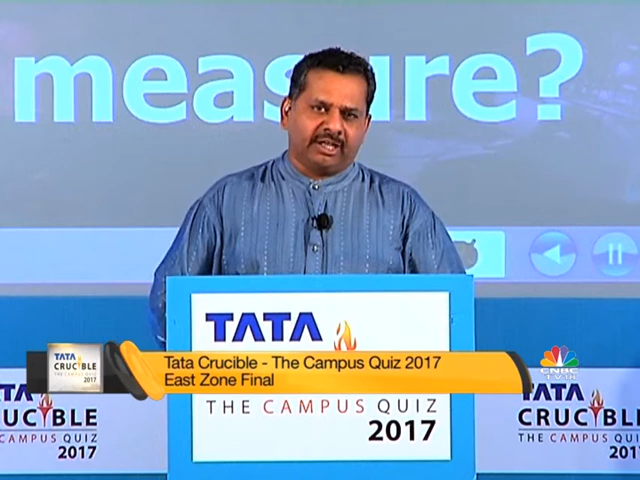 measure?
TATA
Tata Crucible - The Campus Quiz 2017
East Zone Final
THE CAMPUS QUIZ
2017
TATA
CRUCIBLE
THE CAMPUS QUIZ
2017
CNBC
TV18
TATA
CRUCIBLE
CAMPUS QUIZ
2017
TATA
CRUCIBLE
THE CAMPUS QUIZ
2017